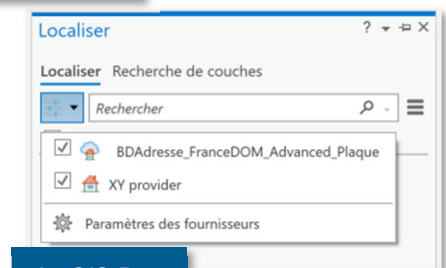 Localiser
Localiser Recherche de couches
Rechercher
BDAdresse_FranceDOM_Advanced_Plaque
XY provider
Paramètres des fournisseurs